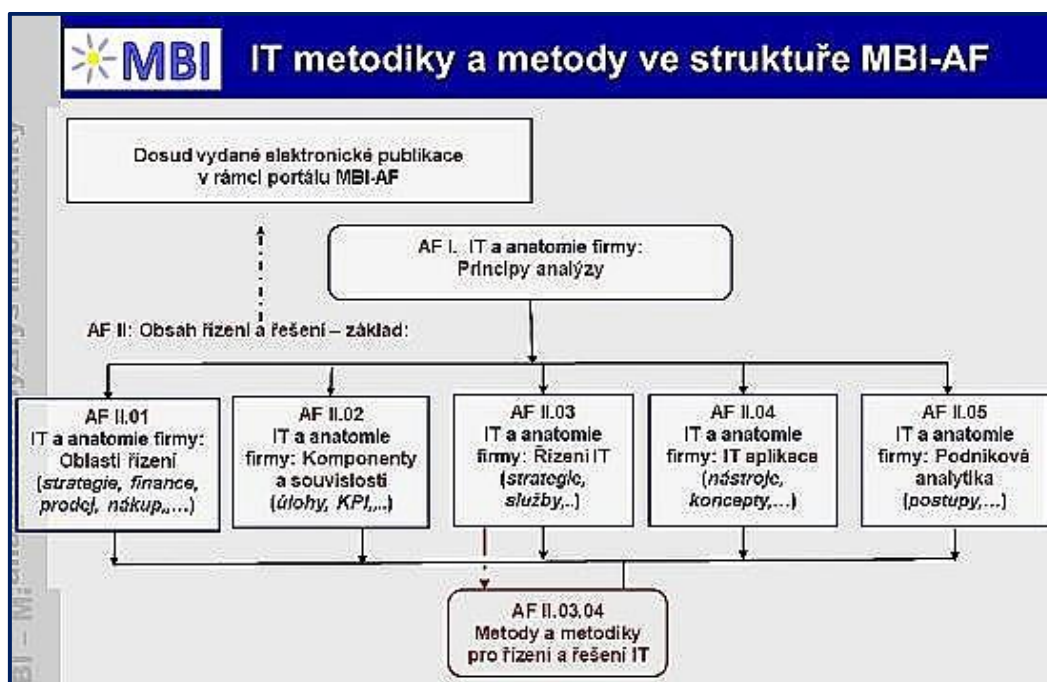 MBI
IT metodiky a metody ve struktuře MBI-AF
Dosud vydané elektronické publikace
v rámci portálu MBI-AF
AF I. IT a anatomie firmy:
Principy analýzy
AF II: Obsah řízení a řešení – základ:
AF II.01
IT a anatomie firmy:
Oblasti řízení
(strategie, finance,
prodej, nákup,,…)
AF II.02
IT a anatomie
firmy: Komponenty
a souvislosti
(úlohy, KPI,,..)
AF II.03
IT a anatomie
firmy: Řízení IT
(strategie,
služby,..)
AF II.04
IT a anatomie
firmy: IT aplikace
(nástroje,
koncepty,…)
AF II.05
IT a anatomie
firmy: Podniková
analytika
(postupy,…)
AF II.03.04
Metody a metodiky
pro řízení a řešení IT